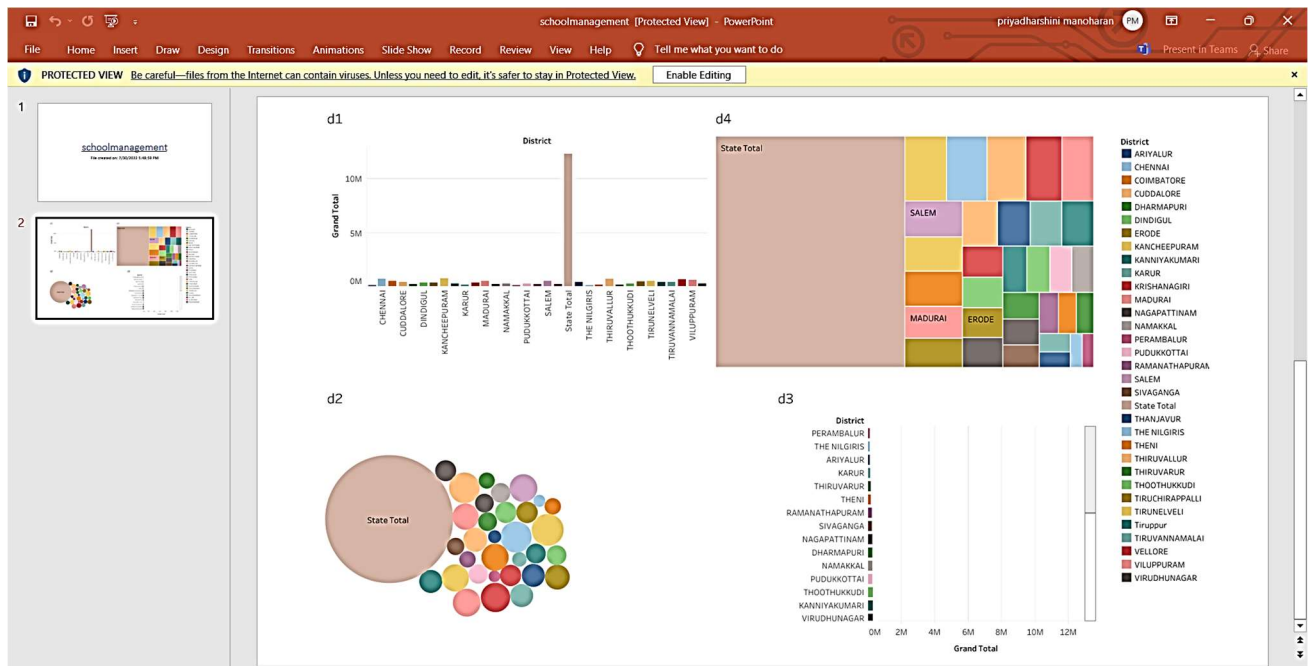 schoolmanagement [Protected View] - PowerPoint
priyadharshini manoharan PM
File Home Insert Draw Design Transitions Animations Slide Show Record Review View Help Tell me what you want to do
Present in Teams Share
PROTECTED VIEW Be careful—files from the Internet can contain viruses. Unless you need to edit, it's safer to stay in Protected View. Enable Editing
1
schoolmanagement
2
d1
District
Grand Total
10M
5M
0M
CHENNAI
CUDDALORE
DINDIGUL
KANCHEEPURAM
KARUR
MADURAI
NAMAKKAL
PUDUKKOTTAI
SALEM
State Total
THE NILGIRIS
THIRUVALLUR
THOOTHUKKUDI
TIRUNELVELI
TIRUVANNAMALAI
VILUPPURAM
d4
State Total
SALEM
MADURAI
ERODE
District
ARIYALUR
CHENNAI
COIMBATORE
CUDDALORE
DHARMAPURI
DINDIGUL
ERODE
KANCHEEPURAM
KANNIYAKUMARI
KARUR
KRISHANAGIRI
MADURAI
NAGAPATTINAM
NAMAKKAL
PERAMBALUR
PUDUKKOTTAI
RAMANATHAPURAM
SALEM
SIVAGANGA
State Total
THANJAVUR
THE NILGIRIS
THENI
THIRUVALLUR
THIRUVARUR
THOOTHUKKUDI
TIRUCHIRAPPALLI
TIRUNELVELI
Tiruppur
TIRUVANNAMALAI
VELLORE
VILUPPURAM
VIRUDHUNAGAR
d2
State Total
d3
District
PERAMBALUR
THE NILGIRIS
ARIYALUR
KARUR
THIRUVARUR
THENI
RAMANATHAPURAM
SIVAGANGA
NAGAPATTINAM
DHARMAPURI
NAMAKKAL
PUDUKKOTTAI
THOOTHUKKUDI
KANNIYAKUMARI
VIRUDHUNAGAR
0M 2M 4M 6M 8M 10M 12M
Grand Total